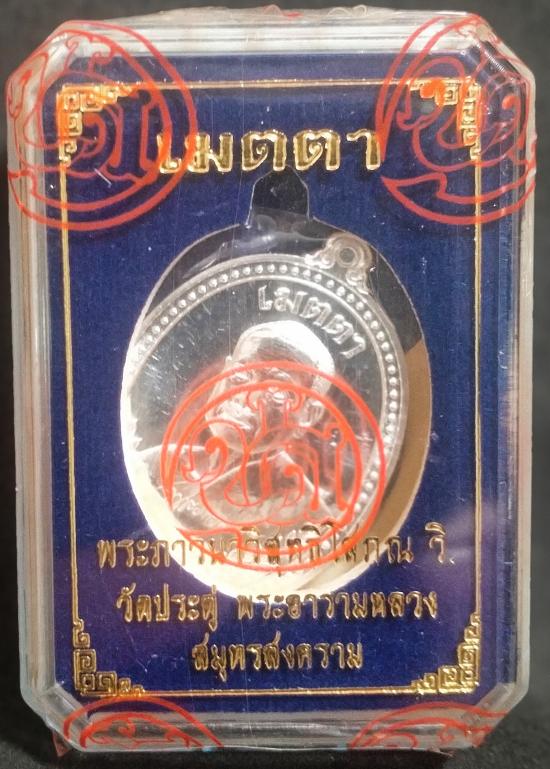 เมตตา
เมตตา
พระภาวนาวิสุทธิโสภณ วิ.
วัดประดู่ พระอารามหลวง
สมุทรสงคราม